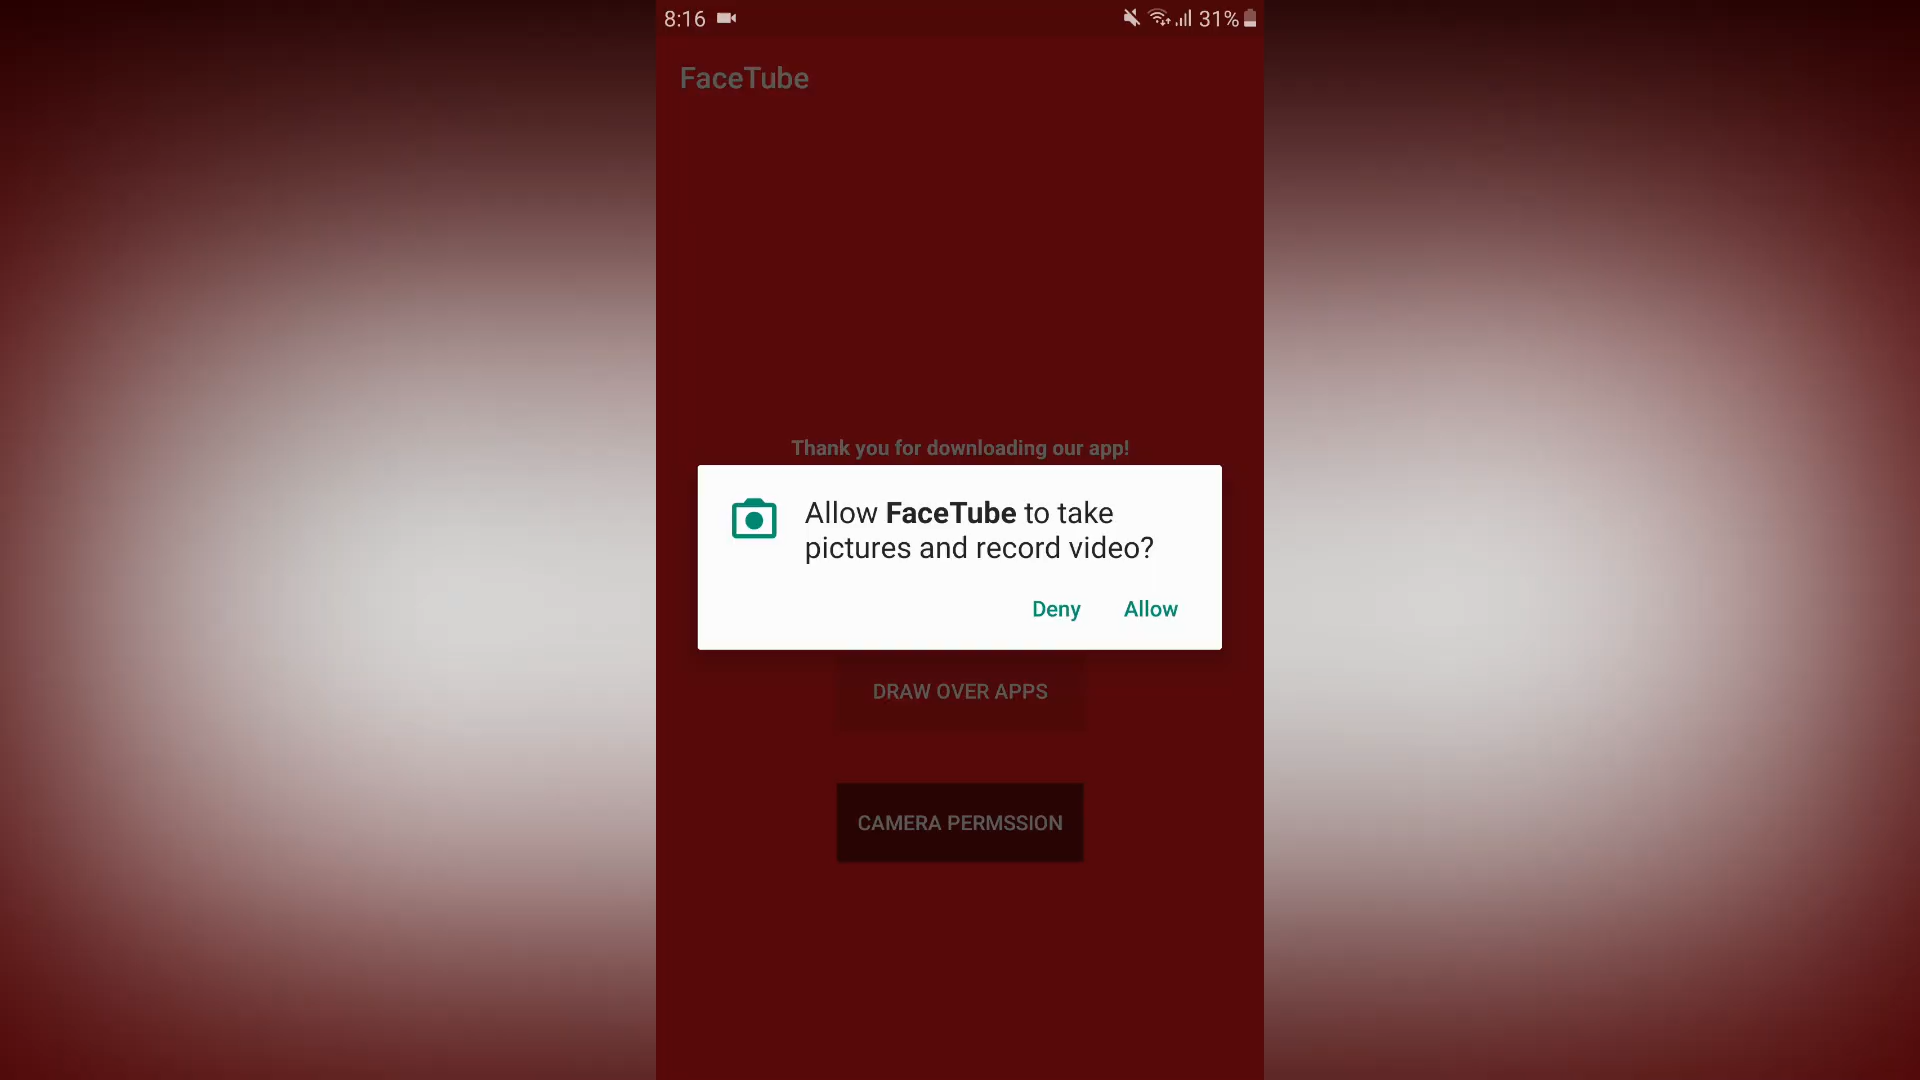 8:16
31%
FaceTube
Thank you for downloading our app!
Allow FaceTube to take
pictures and record video?
Deny Allow
DRAW OVER APPS
CAMERA PERMSSION